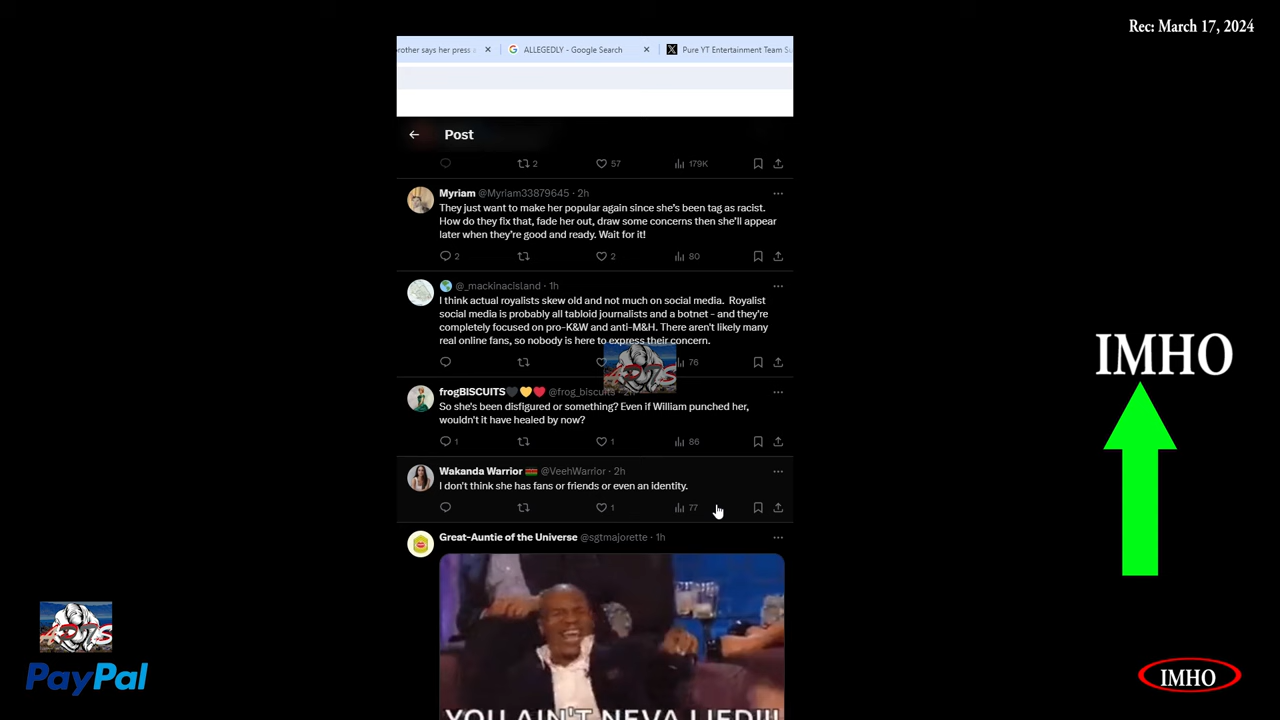 Rec: March 17, 2024
brother says her press
ALLEGEDLY - Google Search
Pure YT Entertainment Team
Post
2
57
179K
Myriam @Myriam33879645 · 2h
They just want to make her popular again since she's been tag as racist.
How do they fix that, fade her out, draw some concerns then she'll appear
later when they're good and ready. Wait for it!
2
2
80
@_mackinacisland · 1h
I think actual royalists skew old and not much on social media. Royalist
social media is probably all tabloid journalists and a botnet - and they're
completely focused on pro-K&W and anti-M&H. There aren't likely many
real online fans, so nobody is here to express their concern.
76
frogBISCUITS @frog_biscuits · 2h
So she's been disfigured or something? Even if William punched her,
wouldn't it have healed by now?
1
1
86
Wakanda Warrior @VeehWarrior · 2h
I don't think she has fans or friends or even an identity.
1
77
Great-Auntie of the Universe @sgtmajorette · 1h
YOU AIN'T NEVA LIED!!!
IMHO
PayPal
IMHO